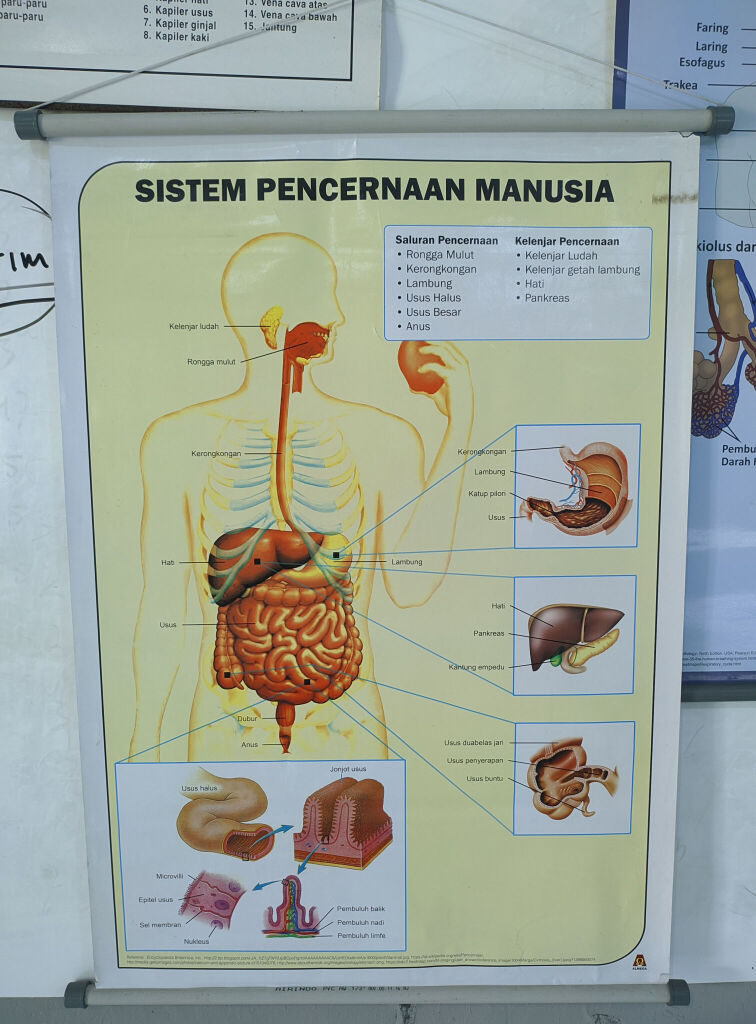 6. Kapiler usus
7. Kapiler ginjal
8. Kapiler kaki
13. Vena cava atas
14. Vena cava bawah
15. Jantung
paru-paru
paru-paru
Faring
Laring
Esofagus
Trakea
SISTEM PENCERNAAN MANUSIA
Saluran Pencernaan
• Rongga Mulut
• Kerongkongan
• Lambung
• Usus Halus
• Usus Besar
• Anus
Kelenjar Pencernaan
• Kelenjar Ludah
• Kelenjar getah lambung
• Hati
• Pankreas
Kelenjar ludah
Rongga mulut
Kerongkongan
Hati
Lambung
Usus
Dubur
Anus
Kerongkongan
Lambung
Katup pilori
Usus
Hati
Pankreas
Kantung empedu
Usus duabelas jari
Usus penyerapan
Usus buntu
Usus halus
Jonjot usus
Microvilli
Epitel usus
Sel membran
Nukleus
Pembuluh balik
Pembuluh nadi
Pembuluh limfe
Darah